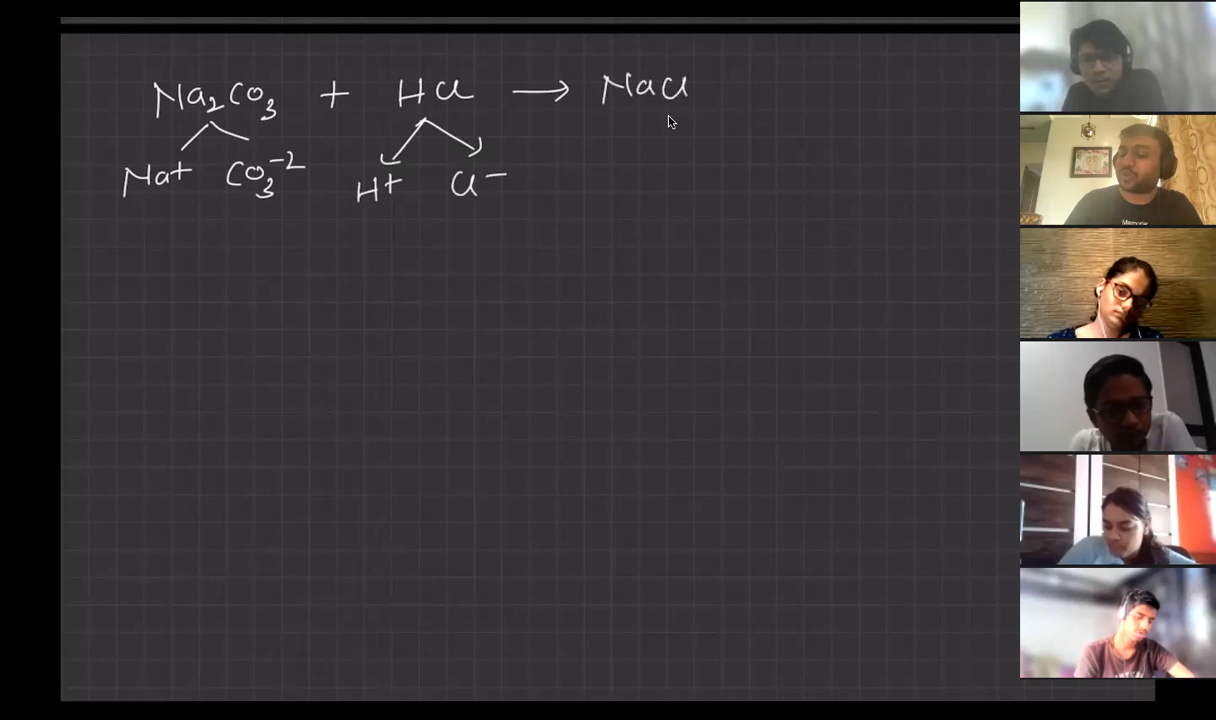 Na₂CO₃ + HCl → NaCl
Na+ CO₃⁻² H+ Cl⁻